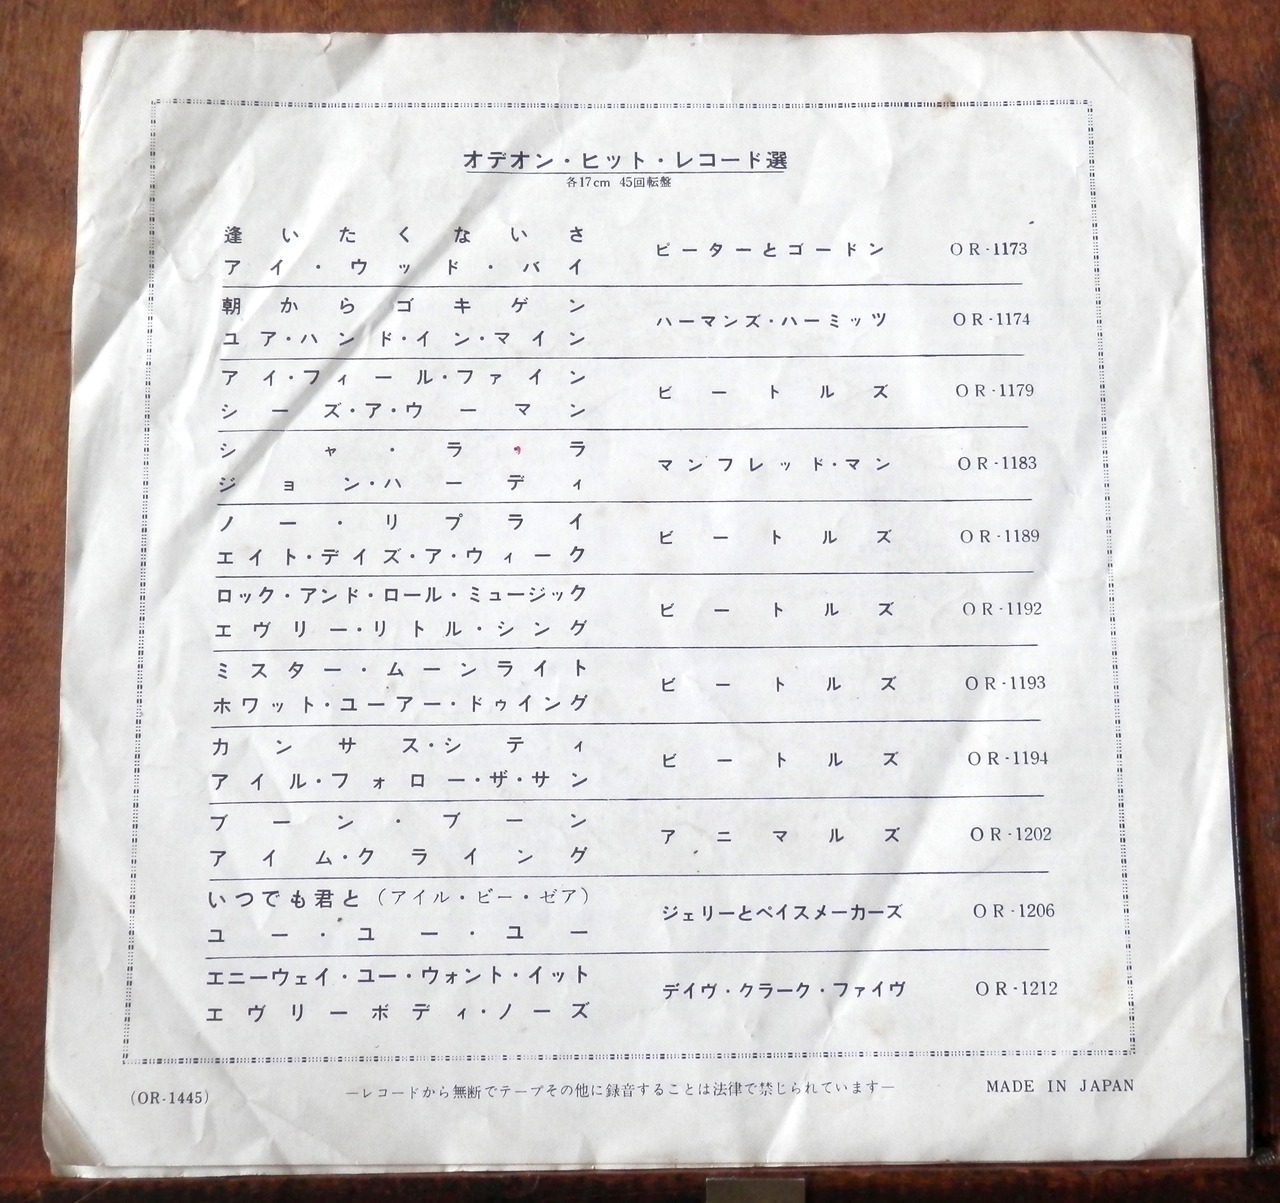 オデオン・ヒット・レコード選
各17cm 45回転盤
逢いたくないさ
アイ・ウッド・バイ
ピーターとゴードン OR-1173
朝からゴキゲン
ユア・ハンド・イン・マイン
ハーマンズ・ハーミッツ OR-1174
アイ・フィール・ファイン
シーズ・ア・ウーマン
ビートルズ OR-1179
シャ・ラ・ラ
ジョン・ハーディ
マンフレッド・マン OR-1183
ノー・リプライ
エイト・デイズ・ア・ウィーク
ビートルズ OR-1189
ロック・アンド・ロール・ミュージック
エヴリー・リトル・シング
ビートルズ OR-1192
ミスター・ムーンライト
ホワット・ユーアー・ドゥイング
ビートルズ OR-1193
カンサス・シティ
アイル・フォロー・ザ・サン
ビートルズ OR-1194
ブーン・ブーン
アイム・クライング
アニマルズ OR-1202
いつでも君と（アイル・ビー・ゼア）
ユー・ユー・ユー
ジェリーとペイスメーカーズ OR-1206
エニーウェイ・ユー・ウォント・イット
エヴリーボディ・ノーズ
デイヴ・クラーク・ファイヴ OR-1212
(OR-1445) ―レコードから無断でテープその他に録音することは法律で禁じられています― MADE IN JAPAN